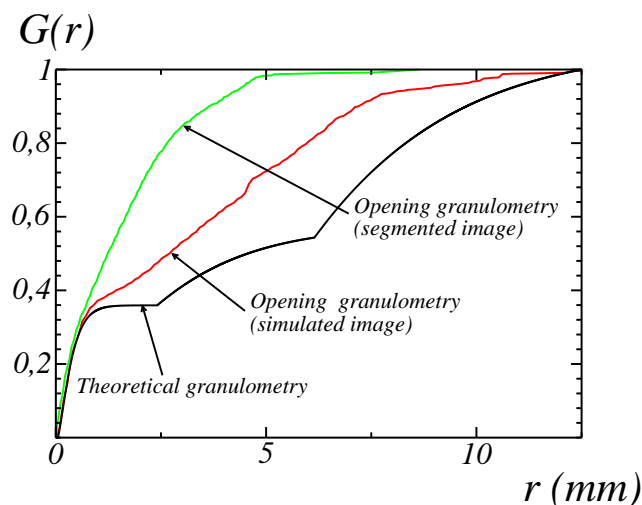 G(r)
1
0,8
0,6
0,4
0,2
Opening granulometry
(segmented image)
Opening granulometry
(simulated image)
Theoretical granulometry
0
5
10
r (mm)